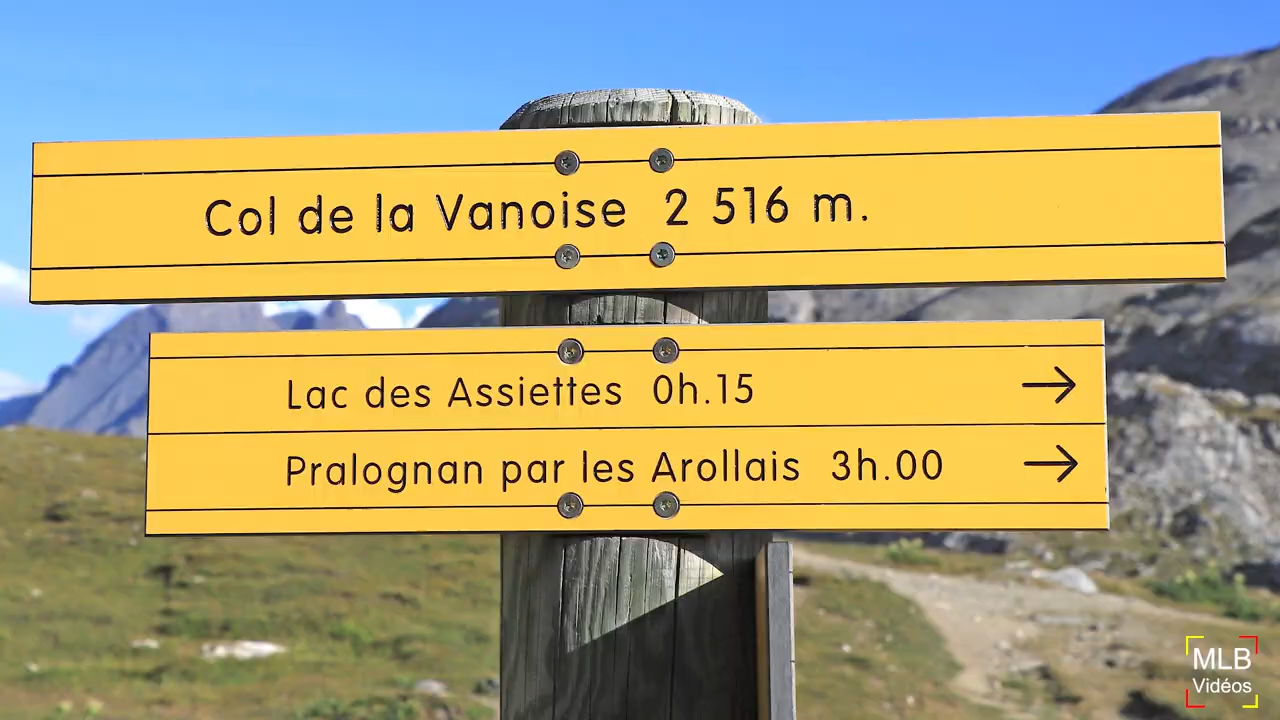 Col de la Vanoise 2 516 m.
Lac des Assiettes 0h.15 →
Pralognan par les Arollais 3h.00 →
MLB
Vidéos